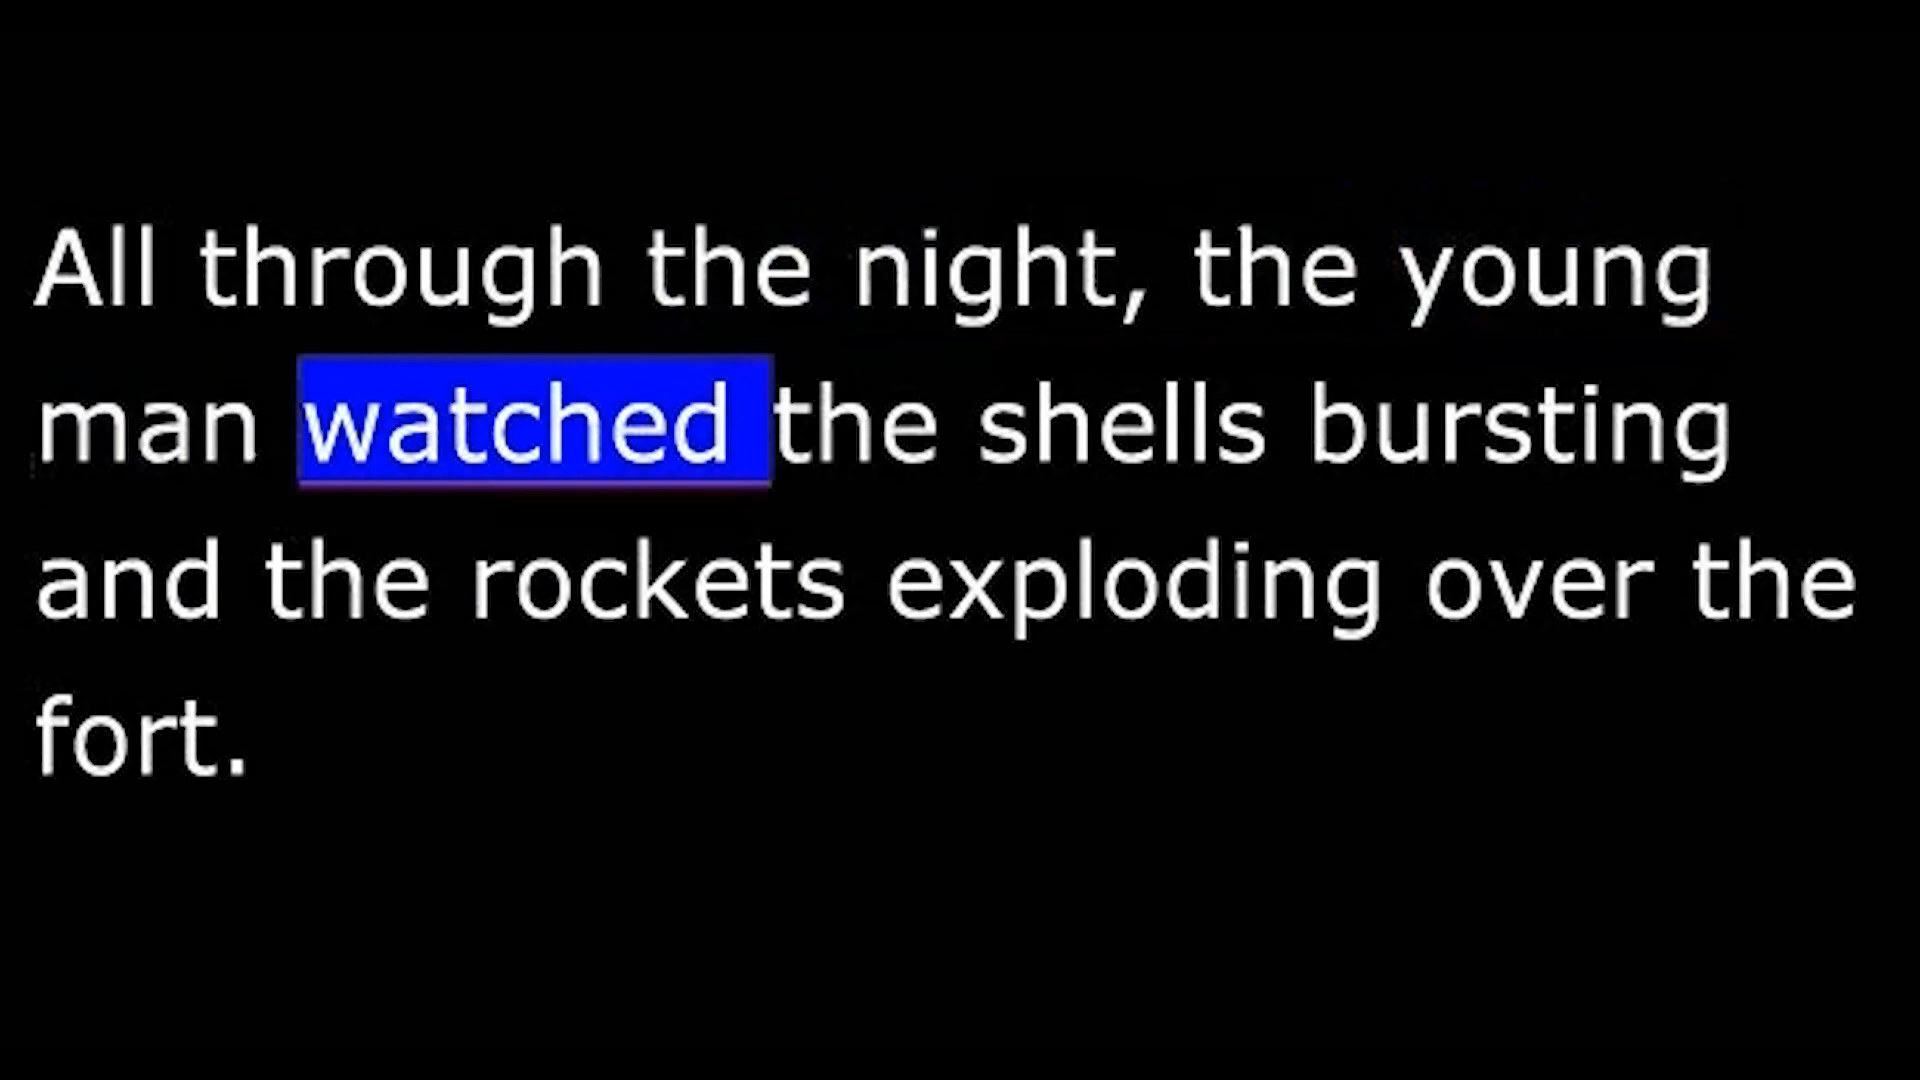 All through the night, the young
man watched the shells bursting
and the rockets exploding over the
fort.